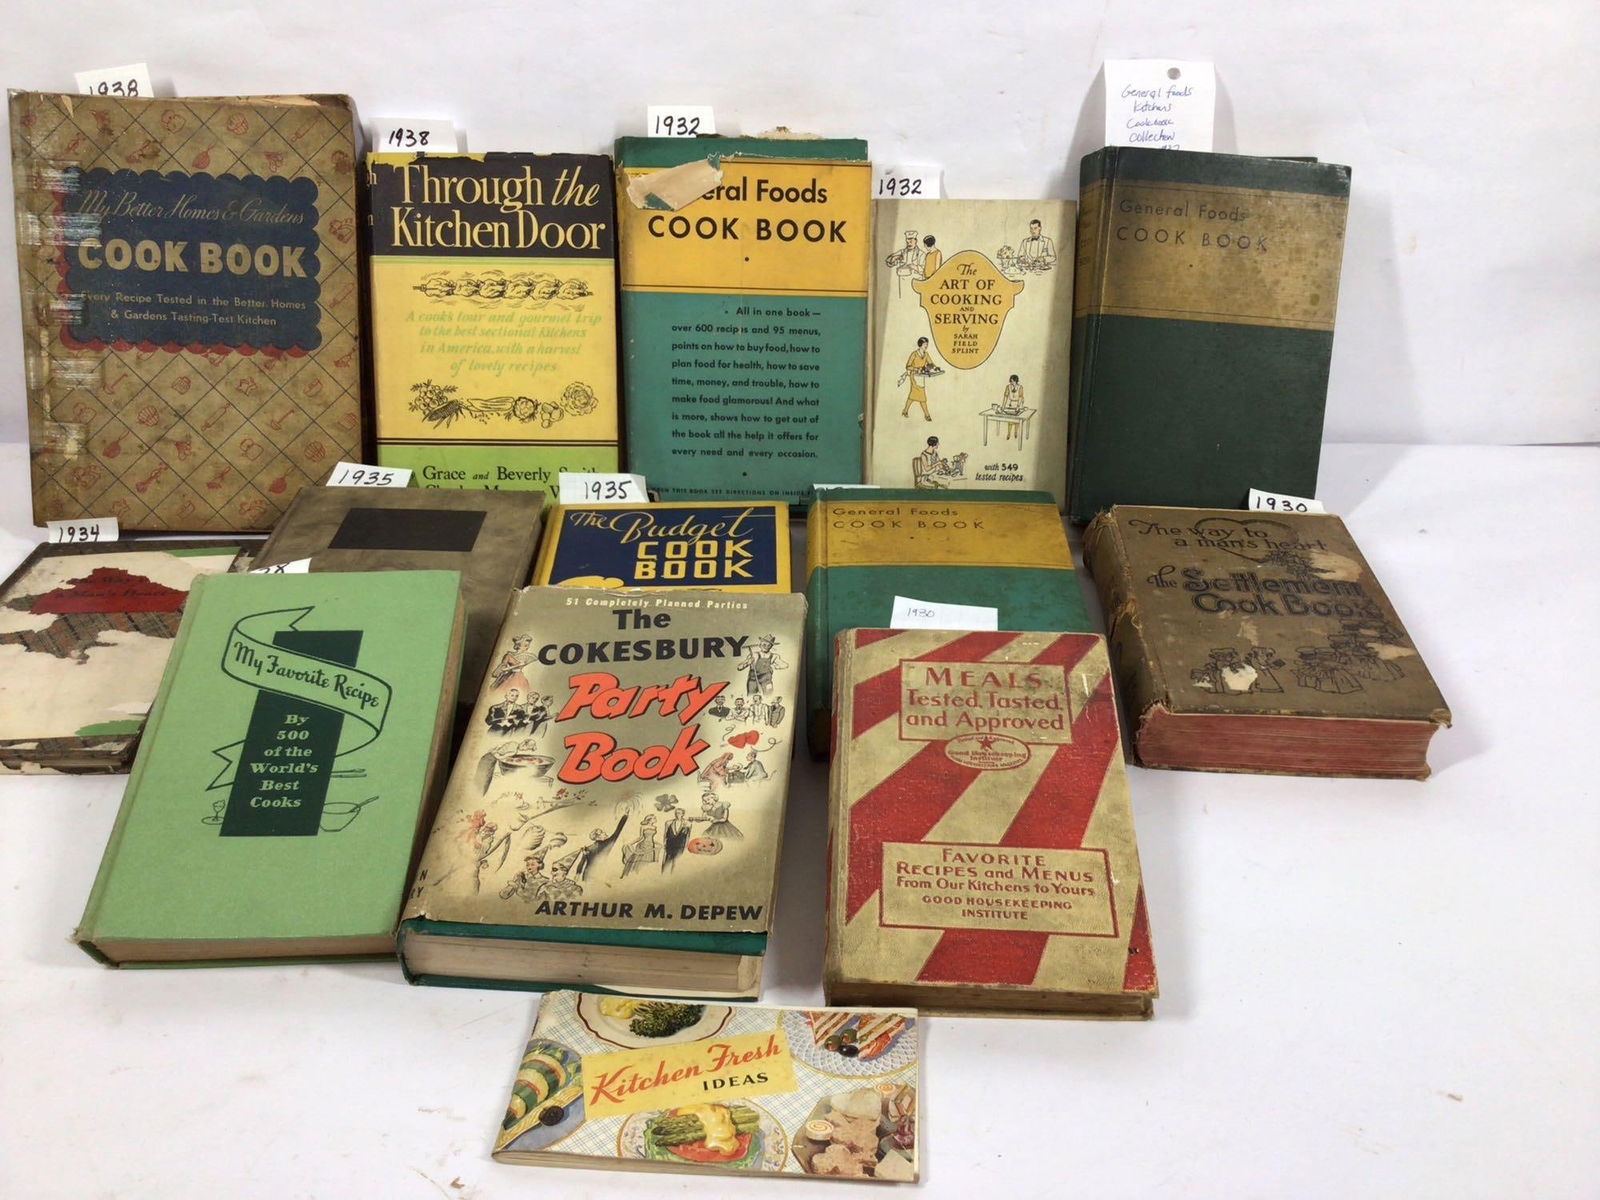 1938
My Better Homes & Gardens
COOK BOOK
Every Recipe Tested in the Better Homes
& Gardens Tasting-Test Kitchen
1938
Through the
Kitchen Door
A cook's tour and gourmet trip
to the best sectional Kitchens
in America, with a harvest
of lovely recipes
Grace and Beverly Smith
1932
eral Foods
COOK BOOK
All in one book—
over 600 recipes and 95 menus,
points on how to buy food, how to
plan food for health, how to save
time, money, and trouble, how to
make food glamorous! And what
is more, shows how to get out of
the book all the help it offers for
every need and every occasion.
THIS BOOK SEE DIRECTIONS ON INSIDE
1932
The
ART OF
COOKING
AND
SERVING
by
SARAH
FIELD
SPLINT
with 549
tested recipes
General foods
Kitchens
Cookbook
Collection
General Foods
COOK BOOK
1934
1935
1935
The Budget
COOK
BOOK
General Foods
COOK BOOK
1930
The way to
a man's heart
The Settlement
Cook Book
My Favorite Recipe
By
500
of the
World's
Best
Cooks
51 Completely Planned Parties
The
COKESBURY
Party
Book
ARTHUR M. DEPEW
1930
MEALS
Tested, Tasted,
and Approved
Good Housekeeping
Institute
FAVORITE
RECIPES and MENUS
From Our Kitchens to Yours
GOOD HOUSEKEEPING
INSTITUTE
Kitchen Fresh
IDEAS